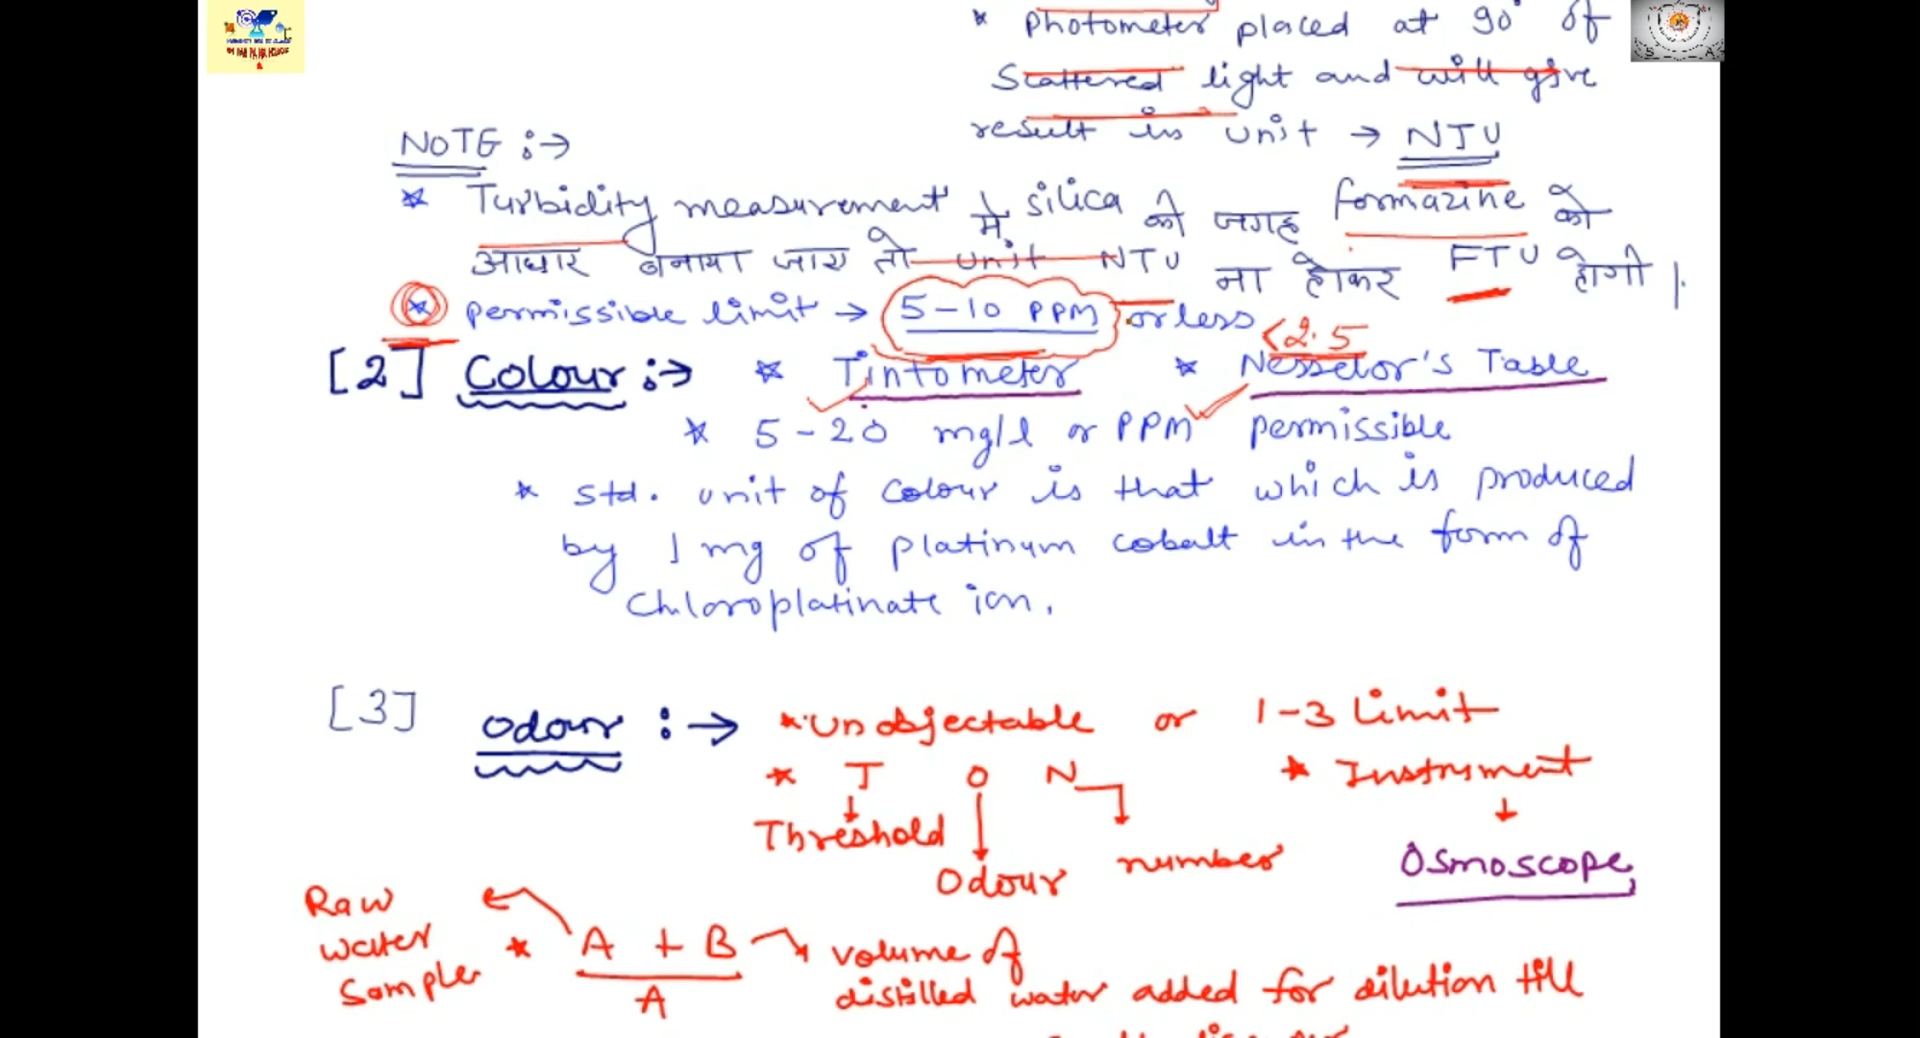 * Photometer placed at 90° of
Scattered light and will give
result in unit → NTU
NOTE :→
* Turbidity measurement में silica की जगह formazine को
आधार बनाया जाए तो unit NTU ना होकर FTU होगी |
* permissible limit → 5-10 PPM or less
<2.5
[2] Colour :→ * Tintometer * Nesselor's Table
* 5-20 mg/l or PPM permissible
* std. unit of colour is that which is produced
by 1 mg of platinum cobalt in the form of
chloroplatinate ion.
[3] odour :→ * Unobjectable or 1-3 Limit
* T O N * Instrument
Threshold Odour number Osmoscope
Raw water Sample * A + B volume of
A distilled water added for dilution till